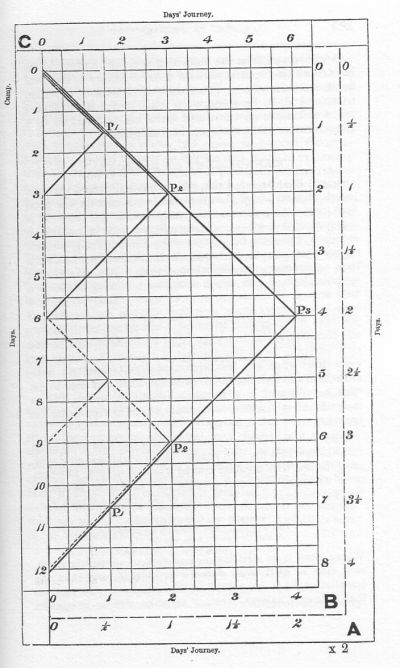 Days' Journey.
C 0 1 2 3 4 5 6
Camp.
0 0 0
1
P1 1 ½
2
P2
3 2 1
4
3 1½
5
6 P3 4 2
Days. Days.
7
5 2½
8
9 P2 6 3
10
P1 7 3½
11
12 8 4
0 1 2 3 4 B
0 ½ 1 1½ 2 A
Days' Journey. x 2